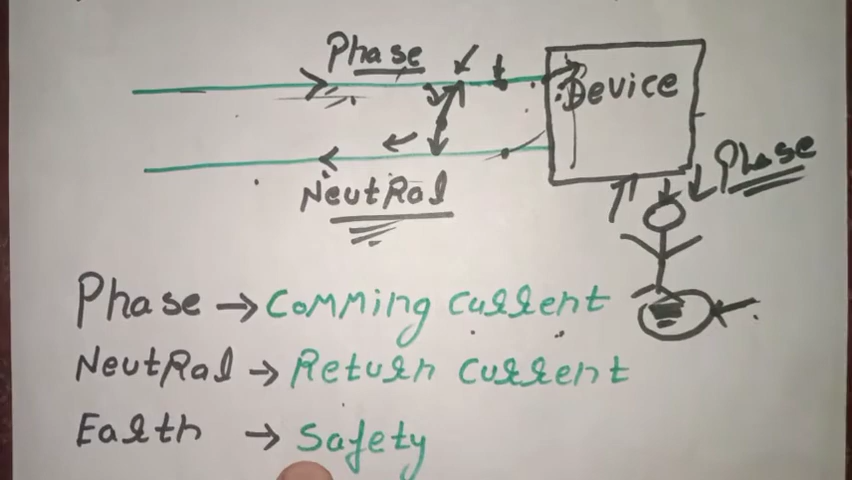 Phase
Device
Phase
NeutRal
Phase → Comming current
NeutRal → Return current
Earth → Safety